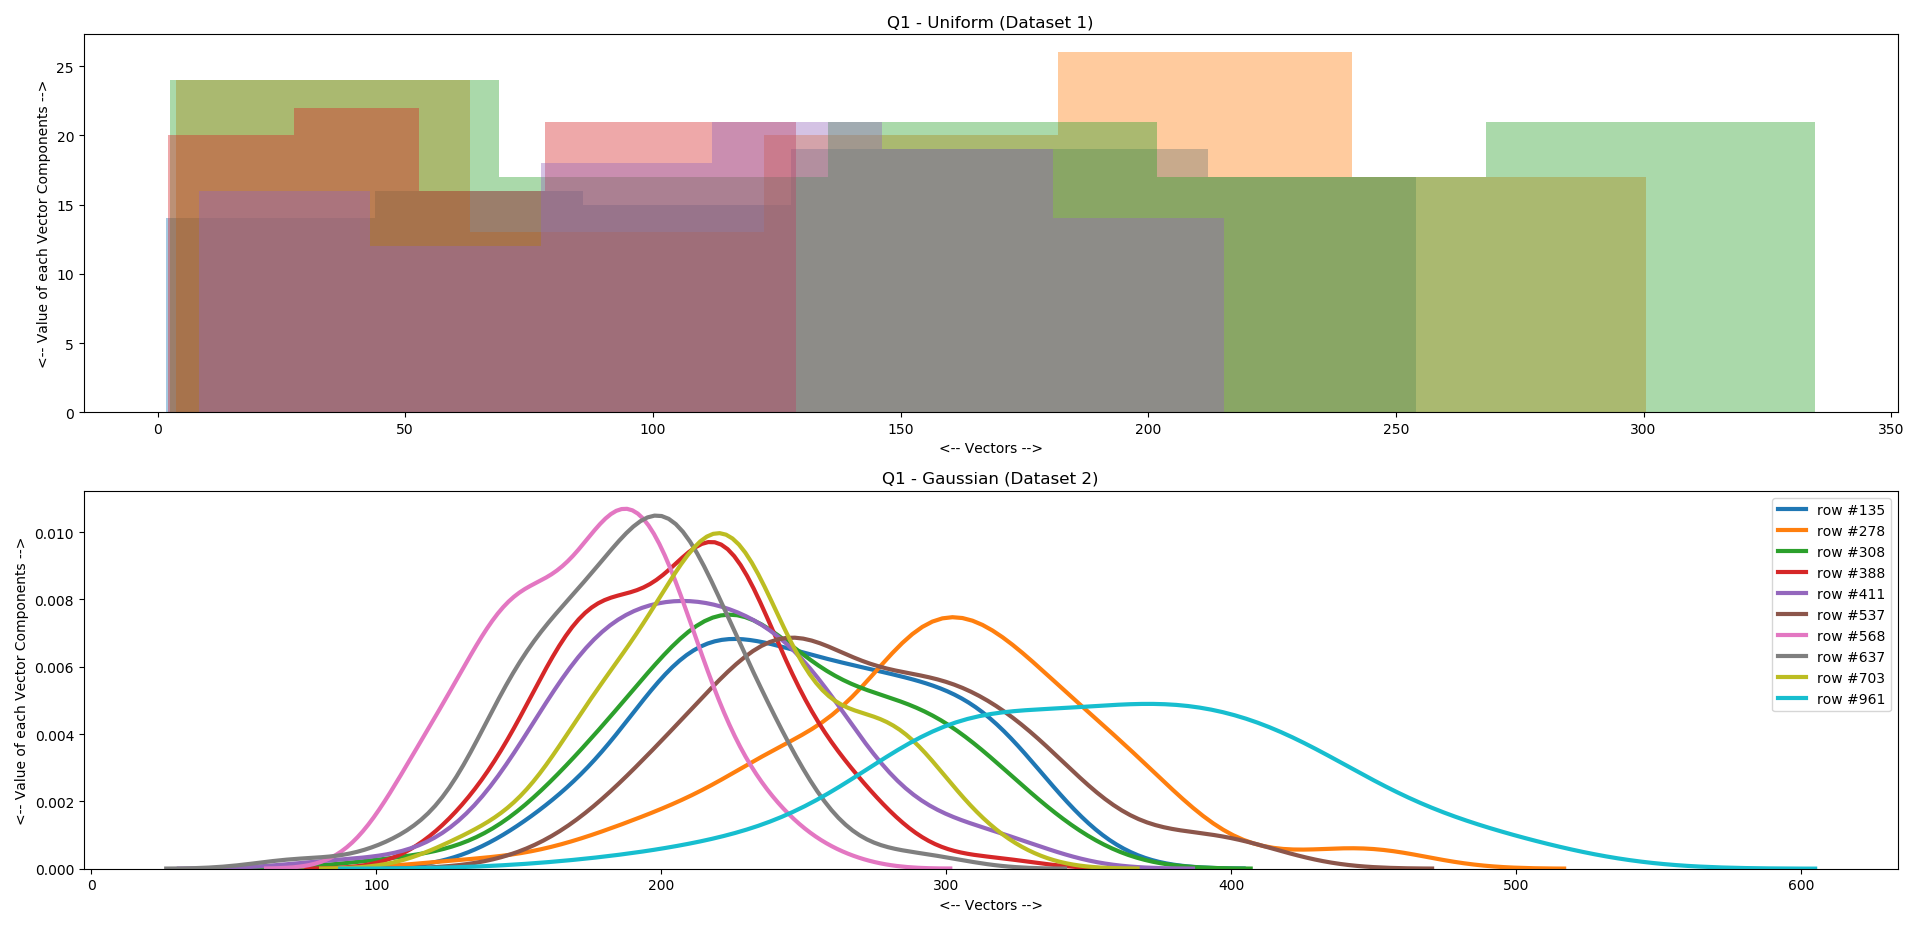 Q1 - Uniform (Dataset 1)
<-- Value of each Vector Components -->
25
20
15
10
5
0
0 50 100 150 200 250 300 350
<-- Vectors -->
Q1 - Gaussian (Dataset 2)
<-- Value of each Vector Components -->
0.010
0.008
0.006
0.004
0.002
0.000
row #135
row #278
row #308
row #388
row #411
row #537
row #568
row #637
row #703
row #961
0 100 200 300 400 500 600
<-- Vectors -->